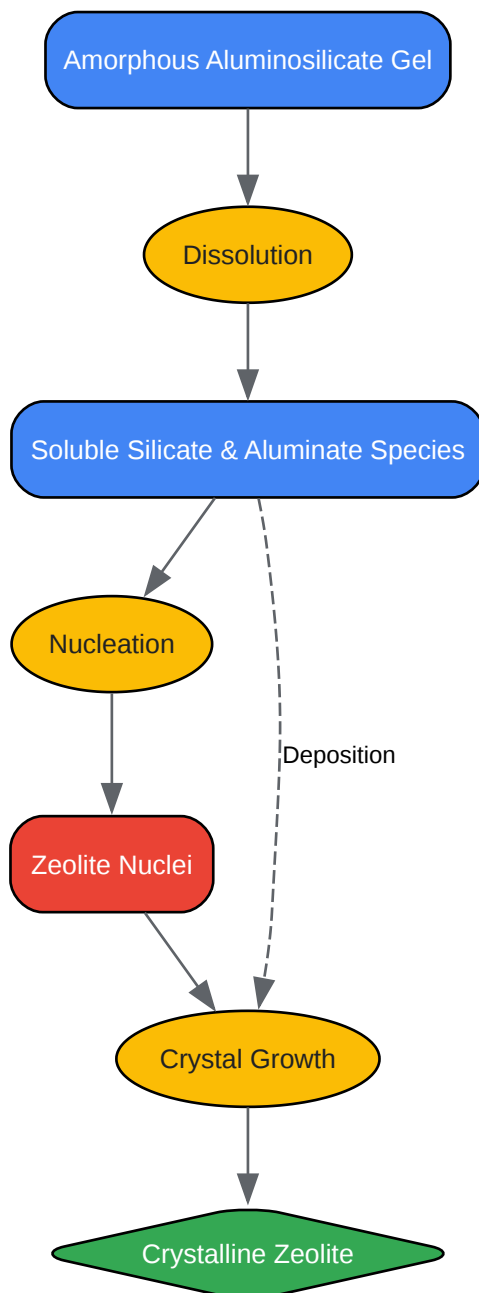 Amorphous Aluminosilicate Gel
Dissolution
Soluble Silicate & Aluminate Species
Nucleation
Deposition
Zeolite Nuclei
Crystal Growth
Crystalline Zeolite